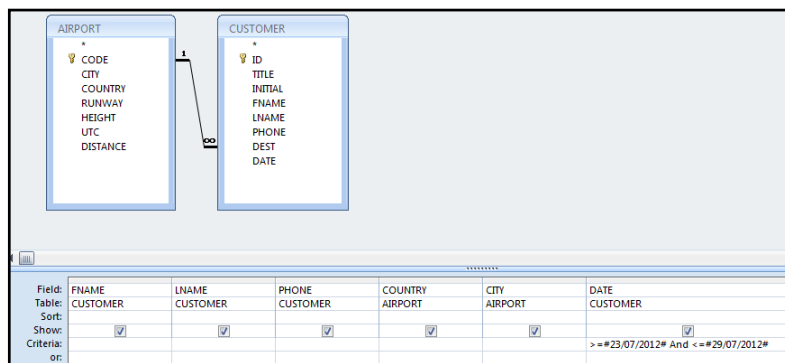 AIRPORT
*
CODE
CITY
COUNTRY
RUNWAY
HEIGHT
UTC
DISTANCE
1
∞
CUSTOMER
*
ID
TITLE
INITIAL
FNAME
LNAME
PHONE
DEST
DATE
Field: FNAME LNAME PHONE COUNTRY CITY DATE
Table: CUSTOMER CUSTOMER CUSTOMER AIRPORT AIRPORT CUSTOMER
Sort:
Show:
Criteria: >=#23/07/2012# And <=#29/07/2012#
or: